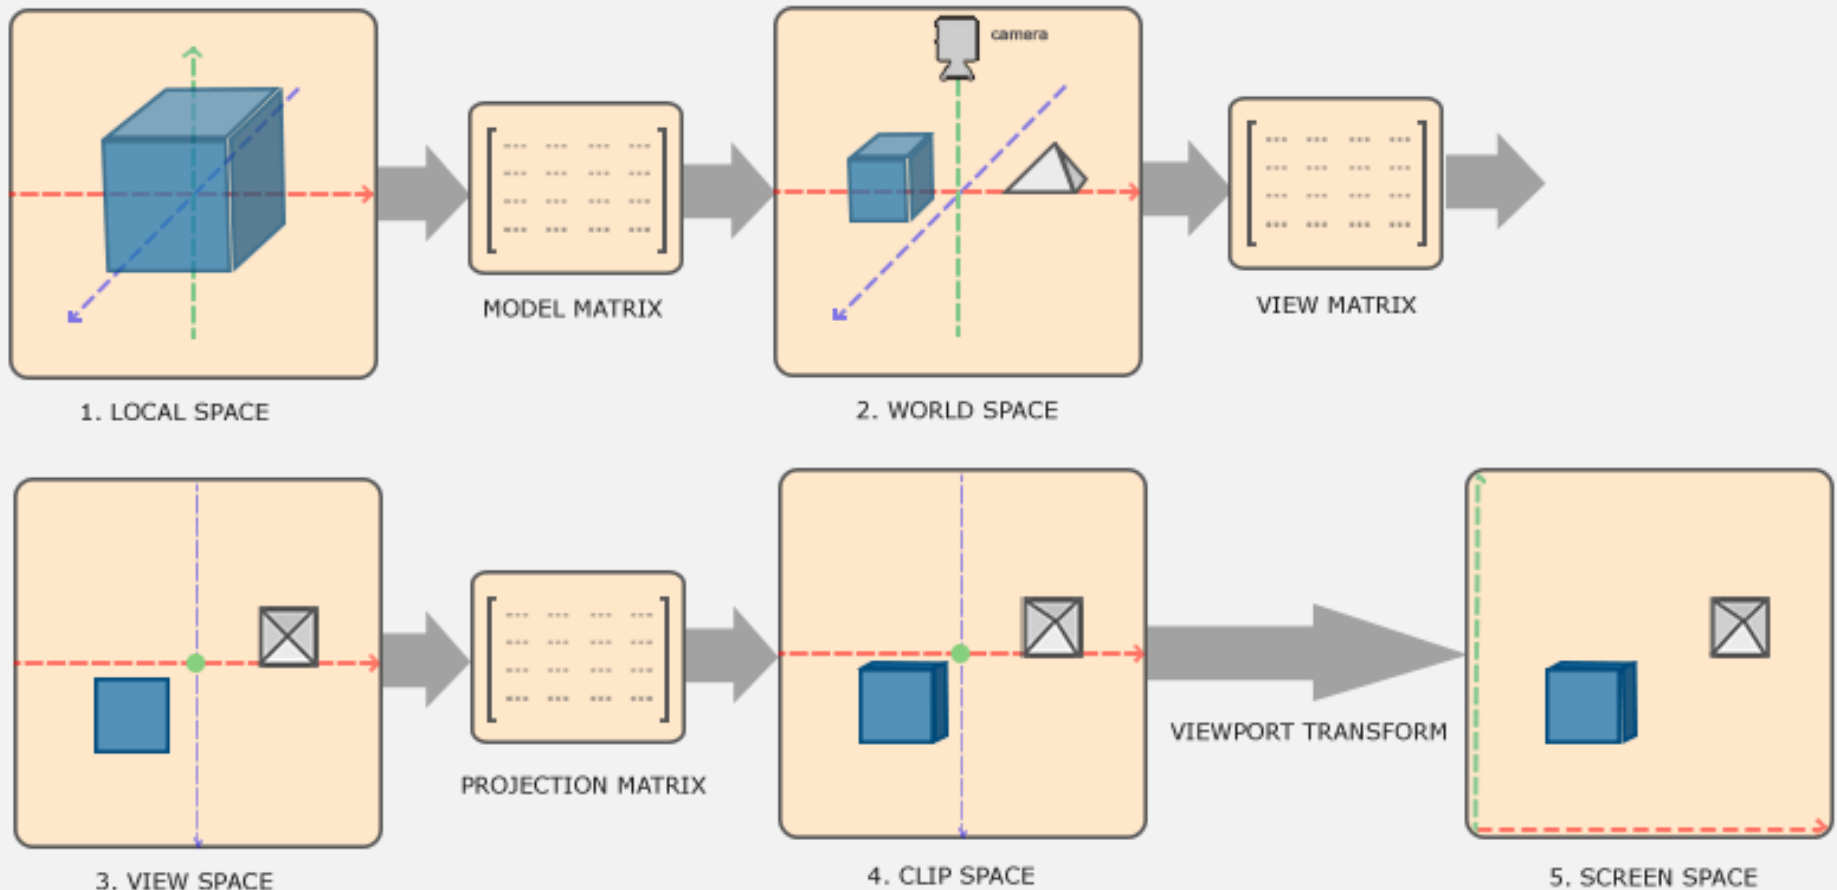 camera
MODEL MATRIX
VIEW MATRIX
1. LOCAL SPACE
2. WORLD SPACE
PROJECTION MATRIX
VIEWPORT TRANSFORM
3. VIEW SPACE
4. CLIP SPACE
5. SCREEN SPACE